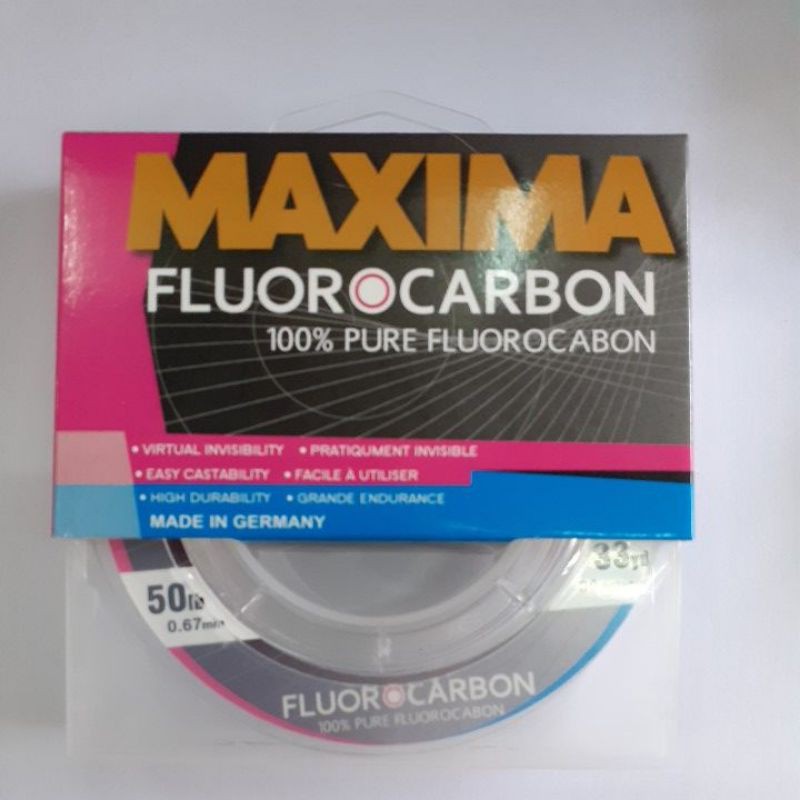 MAXIMA
FLUOROCARBON
100% PURE FLUOROCABON
• VIRTUAL INVISIBILITY • PRATIQUMENT INVISIBLE
• EASY CASTABILITY • FACILE À UTILISER
• HIGH DURABILITY • GRANDE ENDURANCE
MADE IN GERMANY
33yd
50lb
0.67mm
FLUOROCARBON
100% PURE FLUOROCABON